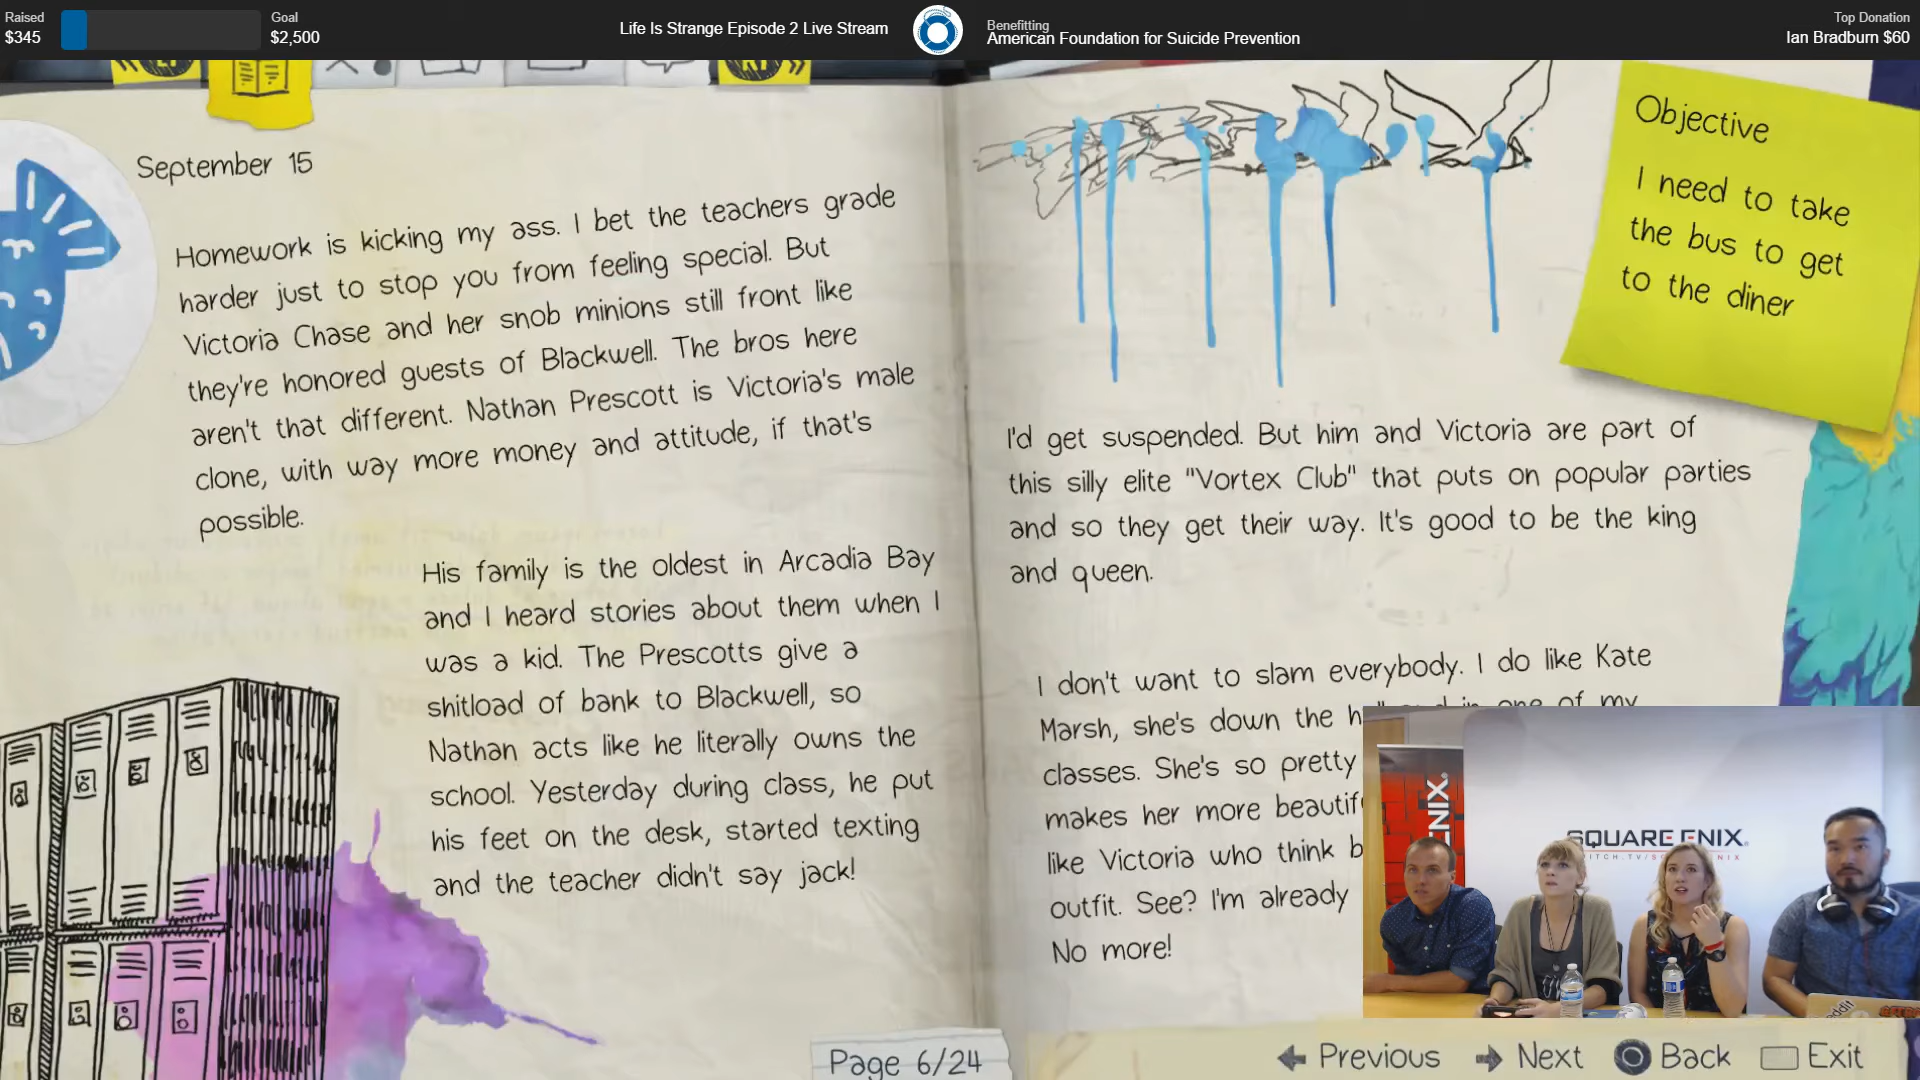 Raised
$345
Goal
$2,500
Life Is Strange Episode 2 Live Stream
Benefitting
American Foundation for Suicide Prevention
Top Donation
Ian Bradburn $60
September 15
Homework is kicking my ass. I bet the teachers grade
harder just to stop you from feeling special. But
Victoria Chase and her snob minions still front like
they're honored guests of Blackwell. The bros here
aren't that different. Nathan Prescott is Victoria's male
clone, with way more money and attitude, if that's
possible.
His family is the oldest in Arcadia Bay
and I heard stories about them when I
was a kid. The Prescotts give a
shitload of bank to Blackwell, so
Nathan acts like he literally owns the
school. Yesterday during class, he put
his feet on the desk, started texting
and the teacher didn't say jack!
I'd get suspended. But him and Victoria are part of
this silly elite "Vortex Club" that puts on popular parties
and so they get their way. It's good to be the king
and queen.
I don't want to slam everybody. I do like Kate
Marsh, she's down the in one of my
classes. She's so pretty
makes her more
like Victoria who think
outfit. See? I'm already
No more!
Objective
I need to take
the bus to get
to the diner
ENIX
SQUARE ENIX
Page 6/24
Previous
Next
Back
Exit